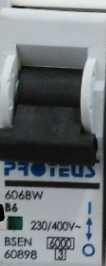 PROTEUS
606BW
B6
I
230/400V~
BSEN 6000
60898 3 O